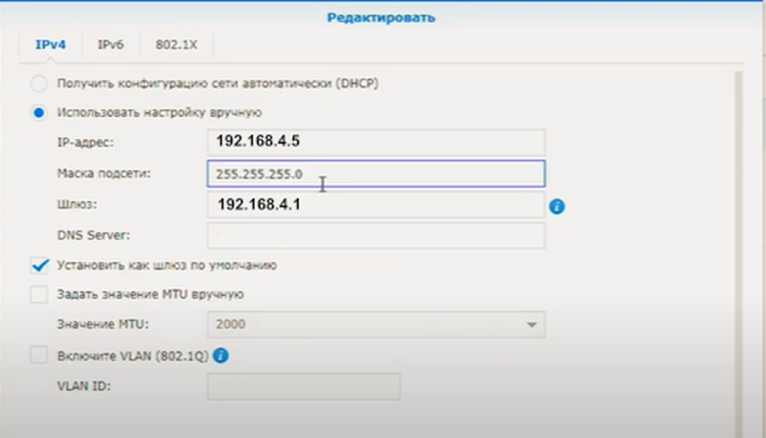 Редактировать
IPv4 IPv6 802.1X
Получить конфигурацию сети автоматически (DHCP)
Использовать настройку вручную
IP-адрес: 192.168.4.5
Маска подсети: 255.255.255.0
Шлюз: 192.168.4.1
DNS Server:
Установить как шлюз по умолчанию
Задать значение MTU вручную
Значение MTU: 2000
Включите VLAN (802.1Q)
VLAN ID: